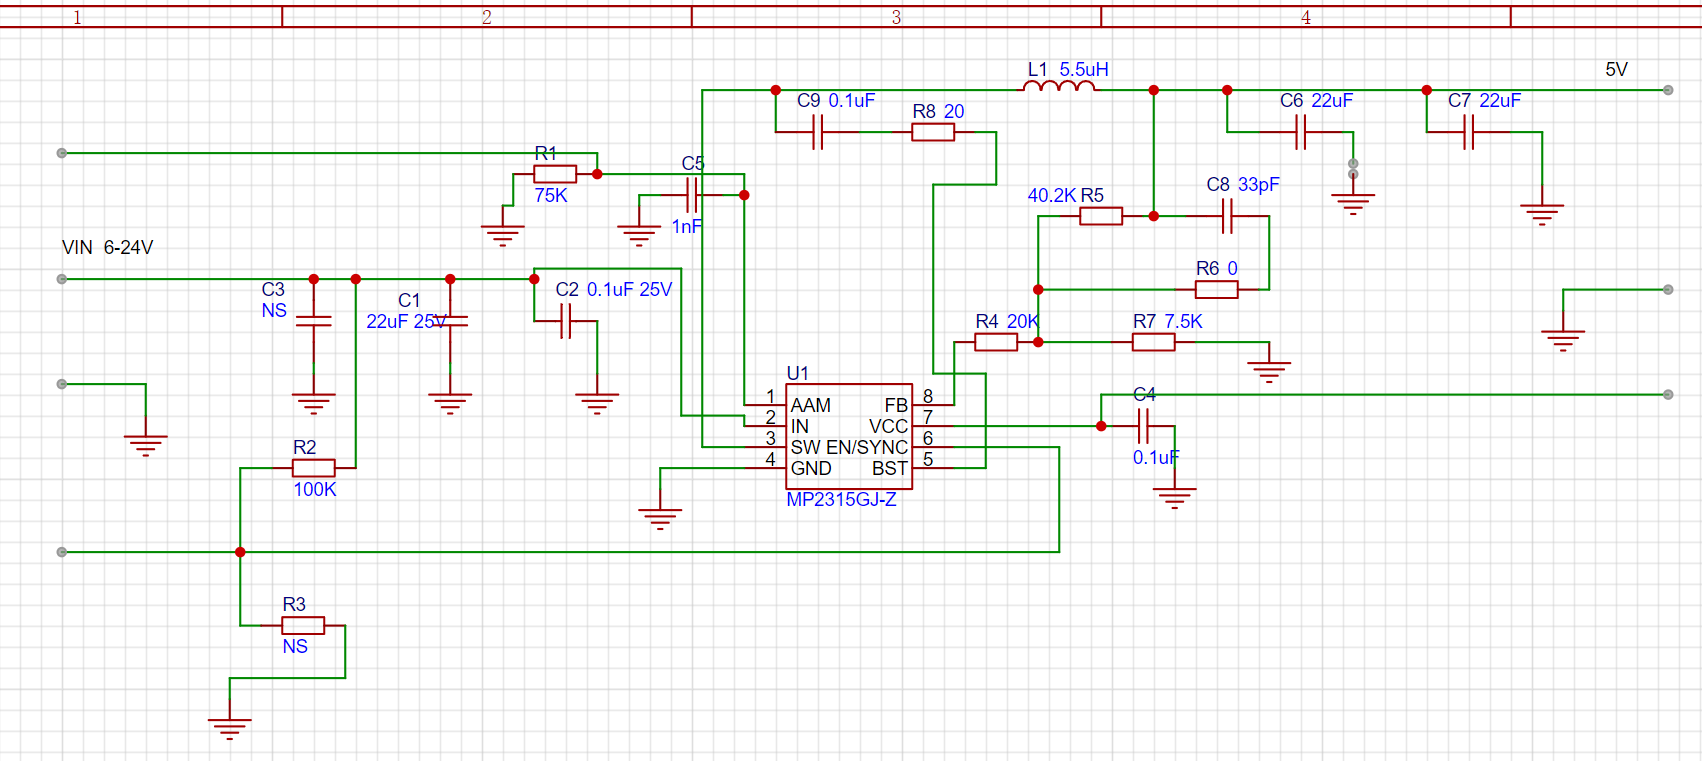 1 2 3 4
L1 5.5uH
5V
C9 0.1uF
R8 20
C6 22uF
C7 22uF
R1
75K
C5
1nF
40.2K R5
C8 33pF
VIN 6-24V
R6 0
C3
NS
C1
22uF 25V
C2 0.1uF 25V
R4 20K
R7 7.5K
U1
1 AAM FB 8
2 IN VCC 7
3 SW EN/SYNC 6
4 GND BST 5
MP2315GJ-Z
C4
0.1uF
R2
100K
R3
NS